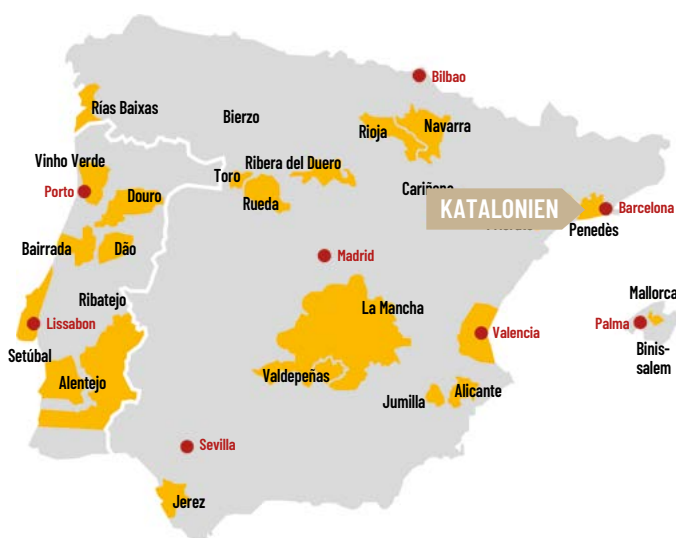 Bilbao
Rías Baixas
Bierzo
Rioja
Navarra
Vinho Verde
Ribera del Duero
Toro
Porto
Douro
Rueda
Cariñena
KATALONIEN
Barcelona
Penedès
Bairrada
Dão
Madrid
Ribatejo
Mallorca
La Mancha
Lissabon
Palma
Valencia
Setúbal
Binis-
salem
Valdepeñas
Alentejo
Alicante
Jumilla
Sevilla
Jerez